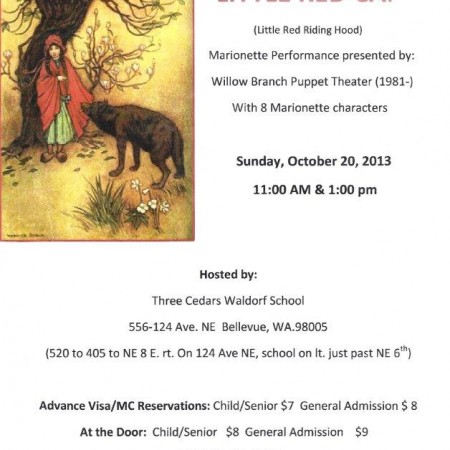 LITTLE RED CAP
(Little Red Riding Hood)
Marionette Performance presented by:
Willow Branch Puppet Theater (1981-)
With 8 Marionette characters
Sunday, October 20, 2013
11:00 AM & 1:00 pm
Hosted by:
Three Cedars Waldorf School
556-124 Ave. NE Bellevue, WA.98005
(520 to 405 to NE 8 E. rt. On 124 Ave NE, school on lt. just past NE 6th)
Advance Visa/MC Reservations: Child/Senior $7 General Admission $ 8
At the Door: Child/Senior $8 General Admission $9